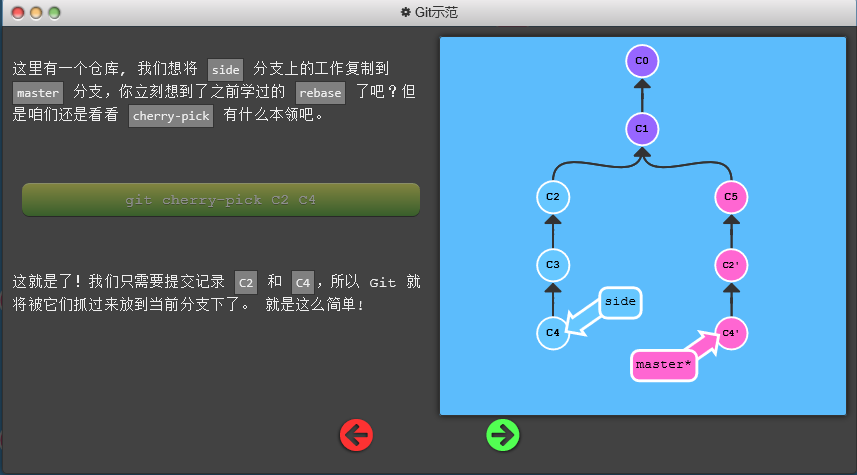 Git示范
这里有一个仓库, 我们想将 side 分支上的工作复制到
master 分支，你立刻想到了之前学过的 rebase 了吧？但
是咱们还是看看 cherry-pick 有什么本领吧。
git cherry-pick C2 C4
这就是了！我们只需要提交记录 C2 和 C4，所以 Git 就
将被它们抓过来放到当前分支下了。 就是这么简单!
C0
C1
C2
C5
C3
C2'
side
C4
C4'
master*